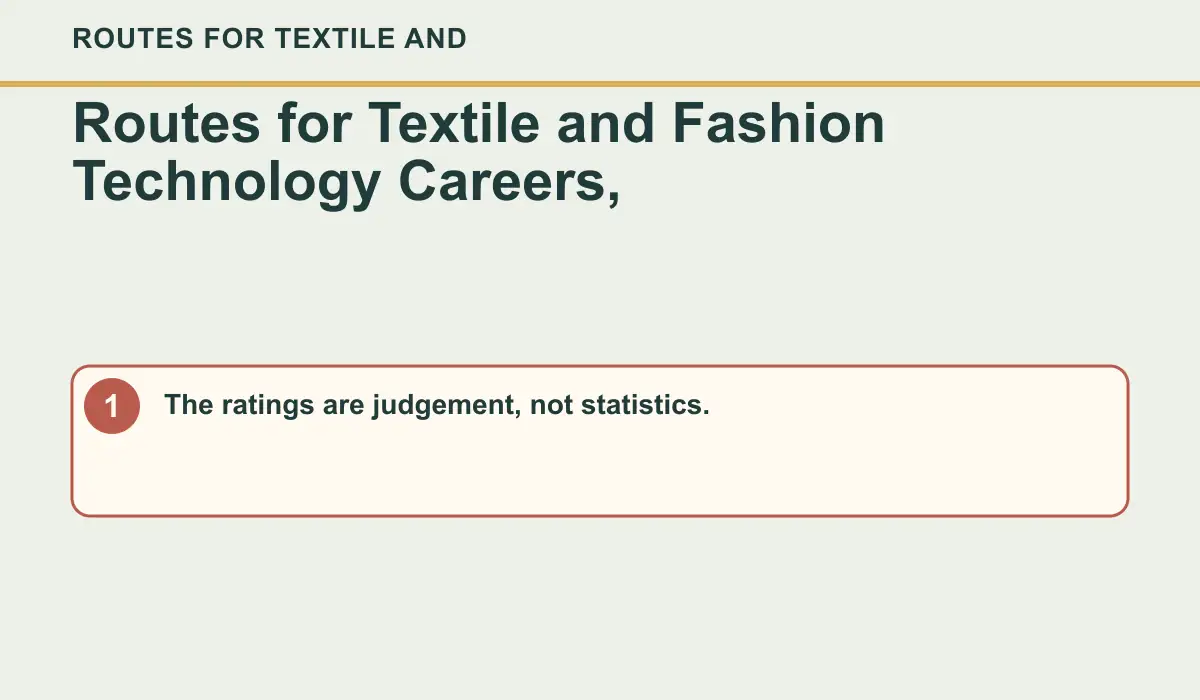 ROUTES FOR TEXTILE AND
Routes for Textile and Fashion
Technology Careers,
1
The ratings are judgement, not statistics.